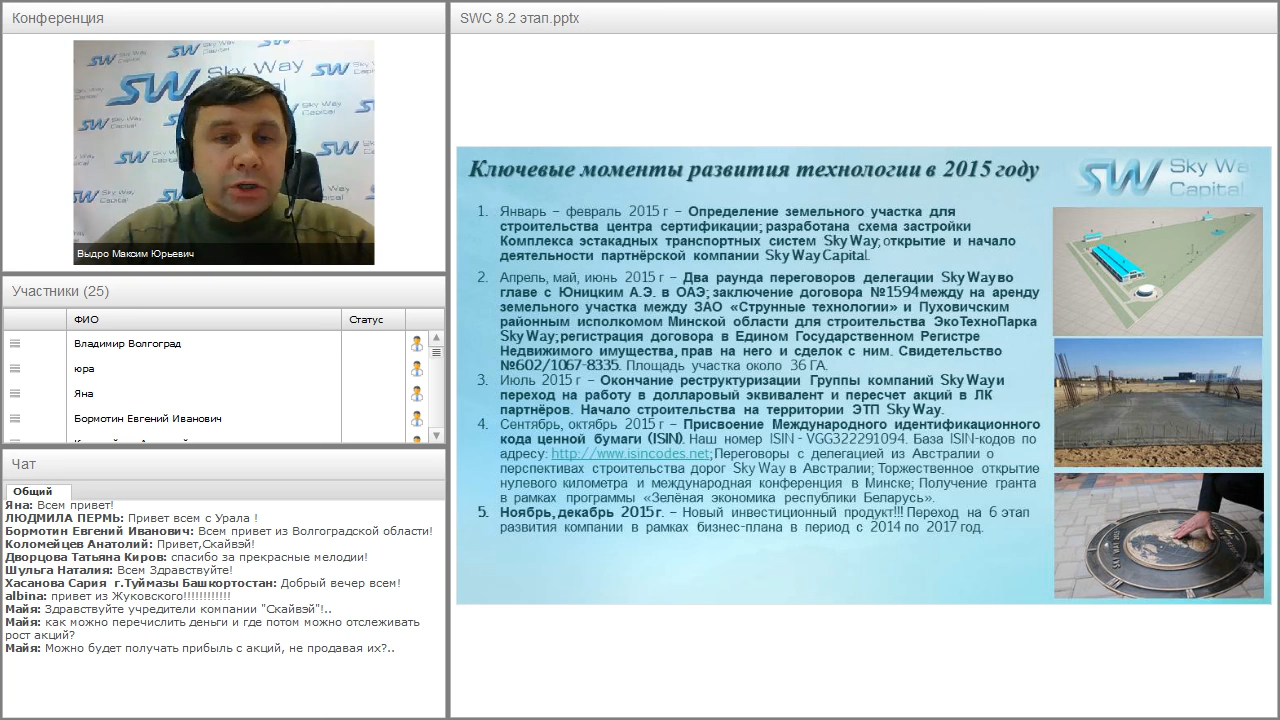 Конференция
SW
Sky Way
Capital
Выдро Максим Юрьевич
Участники (25)
ФИО
Статус
Владимир Волгоград
юра
Яна
Бормотин Евгений Иванович
Чат
Общий
Яна: Всем привет!
ЛЮДМИЛА ПЕРМЬ: Привет всем с Урала !
Бормотин Евгений Иванович: Всем привет из Волгоградской области!
Коломейцев Анатолий: Привет,Скайвэй!
Дворцова Татьяна Киров: спасибо за прекрасные мелодии!
Шульга Наталия: Всем Здравствуйте!
Хасанова Сария г.Туймазы Башкортостан: Добрый вечер всем!
albina: привет из Жуковского!!!!!!!!!!!!
Майя: Здравствуйте учредители компании "Скайвэй"!..
Майя: как можно перечислить деньги и где потом можно отслеживать
рост акций?
Майя: Можно будет получать прибыль с акций, не продавая их?..
SWC 8.2 этап.pptx
Ключевые моменты развития технологии в 2015 году
SW Sky Wa
Capital
1. Январь – февраль 2015 г – Определение земельного участка для
строительства центра сертификации; разработана схема застройки
Комплекса эстакадных транспортных систем Sky Way; открытие и начало
деятельности партнёрской компании Sky Way Capital.
2. Апрель, май, июнь 2015 г – Два раунда переговоров делегации Sky Way во
главе с Юницким А.Э. в ОАЭ; заключение договора №1594 между на аренду
земельного участка между ЗАО «Струнные технологии» и Пуховичским
районным исполкомом Минской области для строительства ЭкоТехноПарка
Sky Way; регистрация договора в Едином Государственном Регистре
Недвижимого имущества, прав на него и сделок с ним. Свидетельство
№602/1067-8335. Площадь участка около 36 ГА.
3. Июль 2015 г – Окончание реструктуризации Группы компаний Sky Way и
переход на работу в долларовый эквивалент и пересчет акций в ЛК
партнёров. Начало строительства на территории ЭТП Sky Way.
4. Сентябрь, октябрь 2015 г – Присвоение Международного идентификационного
кода ценной бумаги (ISIN). Наш номер ISIN - VGG322291094. База ISIN-кодов по
адресу: http://www.isincodes.net; Переговоры с делегацией из Австралии о
перспективах строительства дорог Sky Way в Австралии; Торжественное открытие
нулевого километра и международная конференция в Минске; Получение гранта
в рамках программы «Зелёная экономика республики Беларусь».
5. Ноябрь, декабрь 2015 г. – Новый инвестиционный продукт!!! Переход на 6 этап
развития компании в рамках бизнес-плана в период с 2014 по 2017 год.